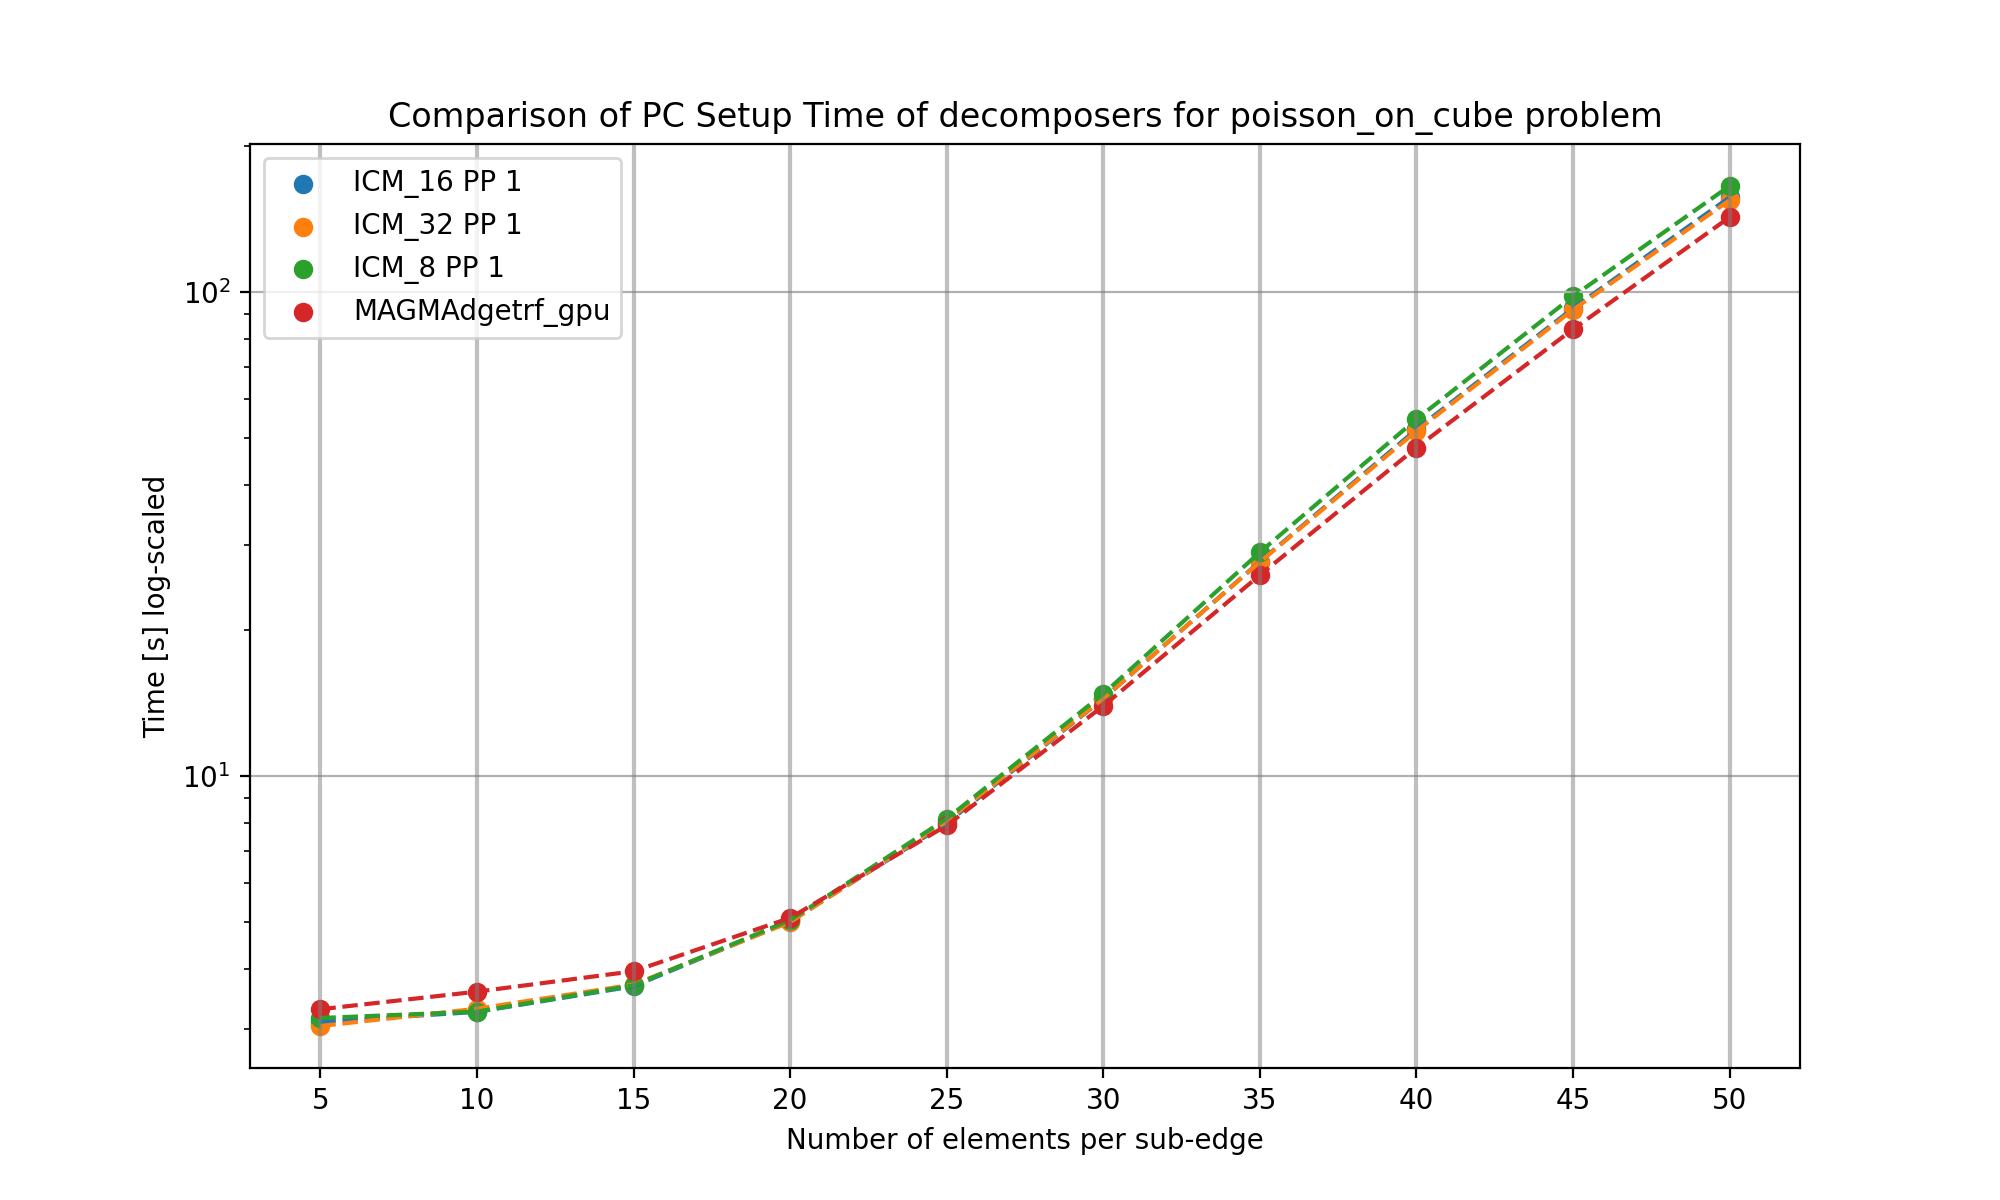 Comparison of PC Setup Time of decomposers for poisson_on_cube problem
ICM_16 PP 1
ICM_32 PP 1
ICM_8 PP 1
MAGMAdgetrf_gpu
10²
10¹
Time [s] log-scaled
5 10 15 20 25 30 35 40 45 50
Number of elements per sub-edge